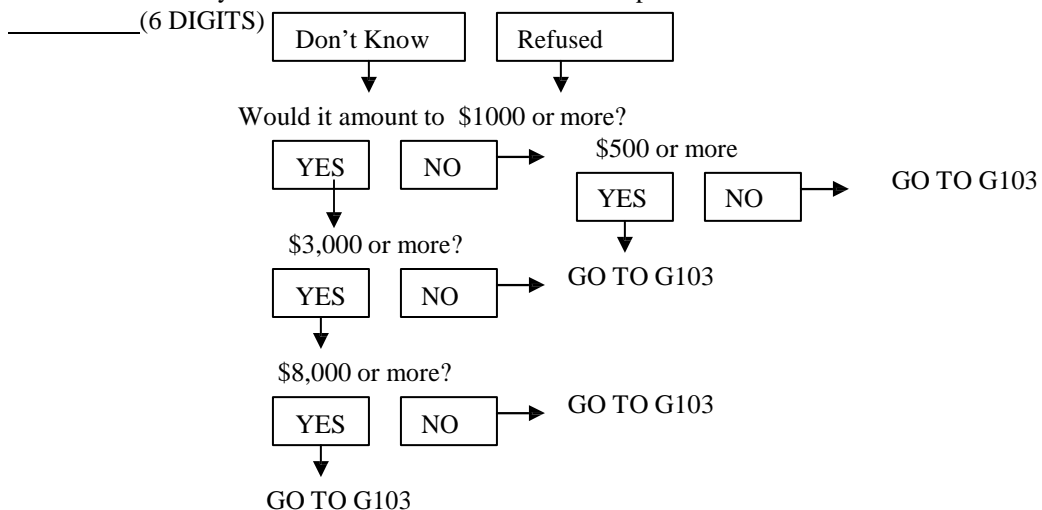 (6 DIGITS)
Don't Know Refused
Would it amount to $1000 or more?
YES NO $500 or more
YES NO GO TO G103
$3,000 or more?
YES NO GO TO G103
$8,000 or more?
YES NO GO TO G103
GO TO G103